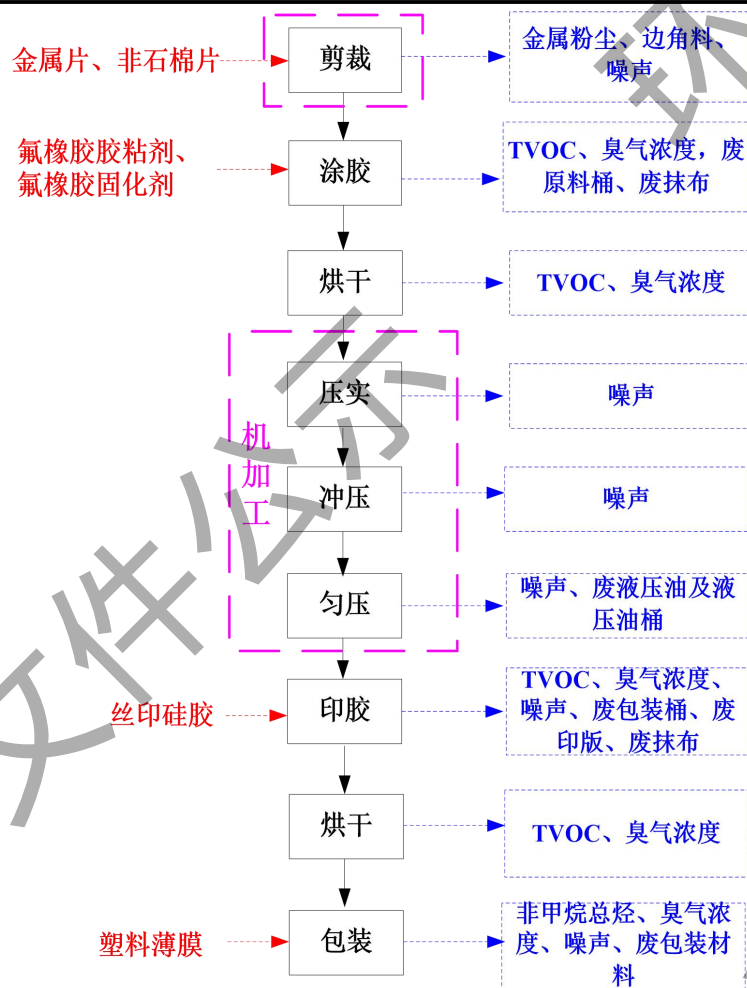 金属片、非石棉片
剪裁
金属粉尘、边角料、
噪声
氟橡胶胶粘剂、
氟橡胶固化剂
涂胶
TVOC、臭气浓度，废
原料桶、废抹布
烘干
TVOC、臭气浓度
机
加
工
压实
噪声
冲压
噪声
匀压
噪声、废液压油及液
压油桶
丝印硅胶
印胶
TVOC、臭气浓度、
噪声、废包装桶、废
印版、废抹布
烘干
TVOC、臭气浓度
塑料薄膜
包装
非甲烷总烃、臭气浓
度、噪声、废包装材
料
文件公示
环